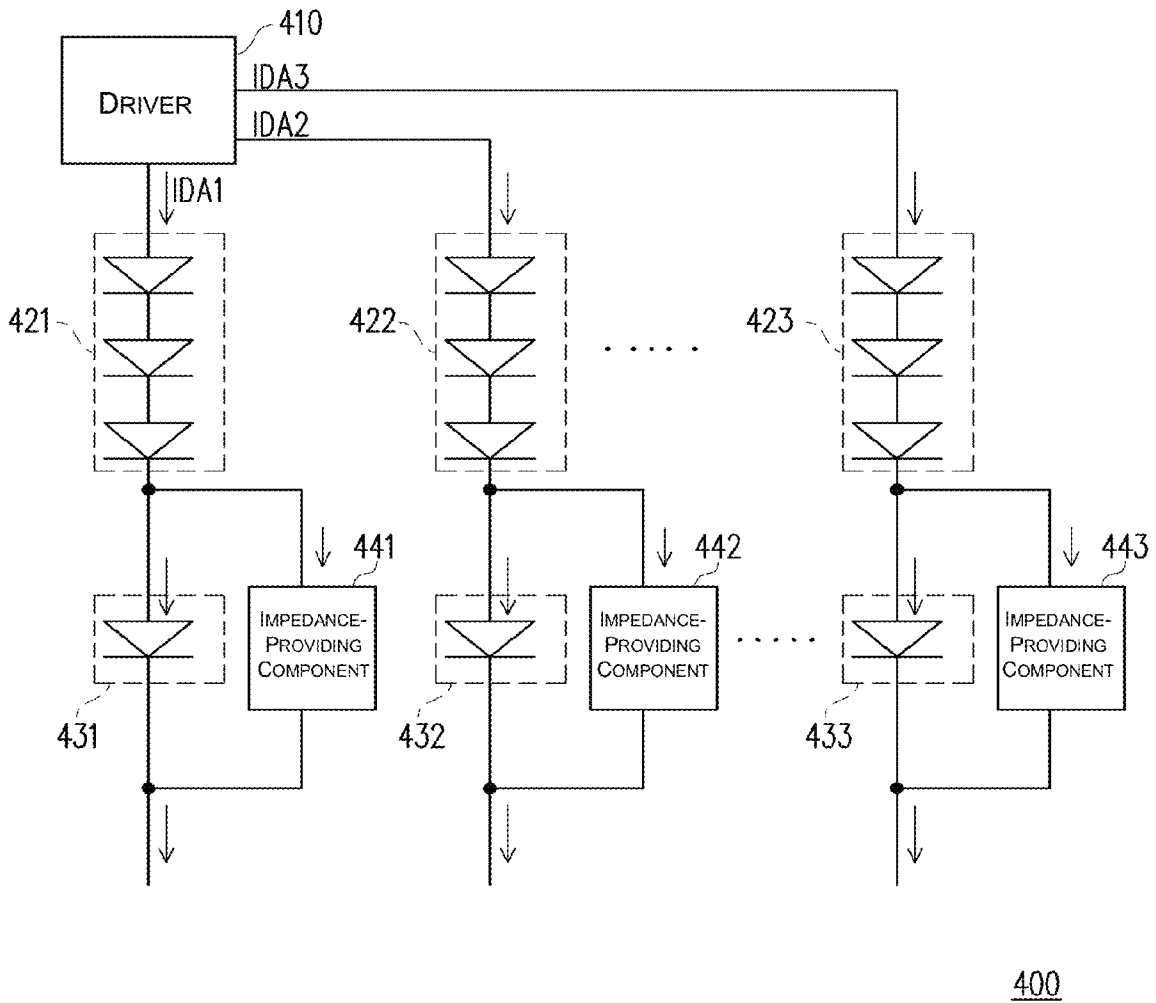 410
DRIVER
IDA3
IDA2
IDA1
421
422
423
441
442
443
IMPEDANCE-
PROVIDING
COMPONENT
IMPEDANCE-
PROVIDING
COMPONENT
IMPEDANCE-
PROVIDING
COMPONENT
431
432
433
400